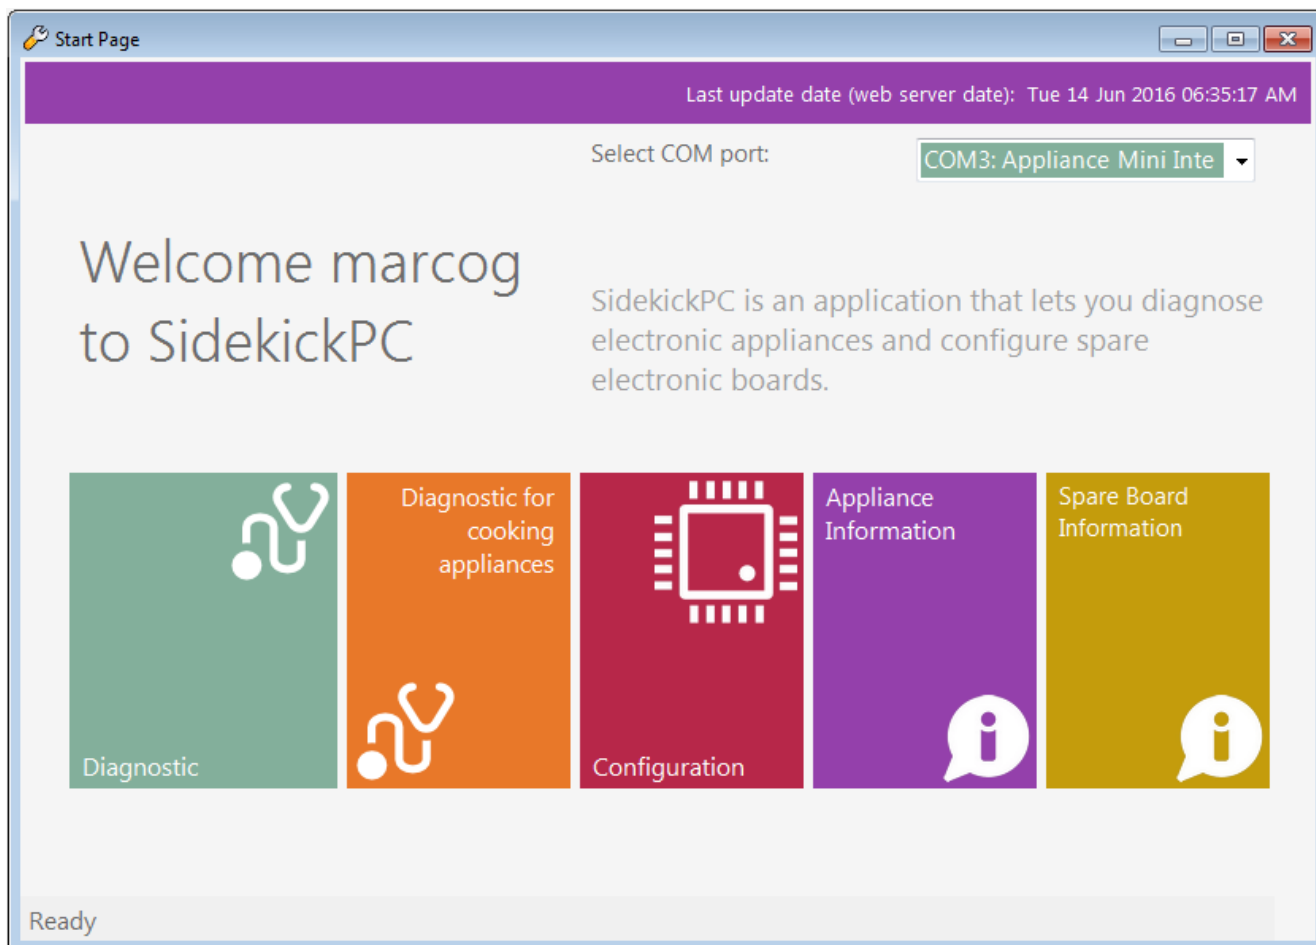 Start Page
Last update date (web server date): Tue 14 Jun 2016 06:35:17 AM
Select COM port:
COM3: Appliance Mini Inte
Welcome marcog
to SidekickPC
SidekickPC is an application that lets you diagnose
electronic appliances and configure spare
electronic boards.
Diagnostic
Diagnostic for
cooking
appliances
Configuration
Appliance
Information
Spare Board
Information
Ready